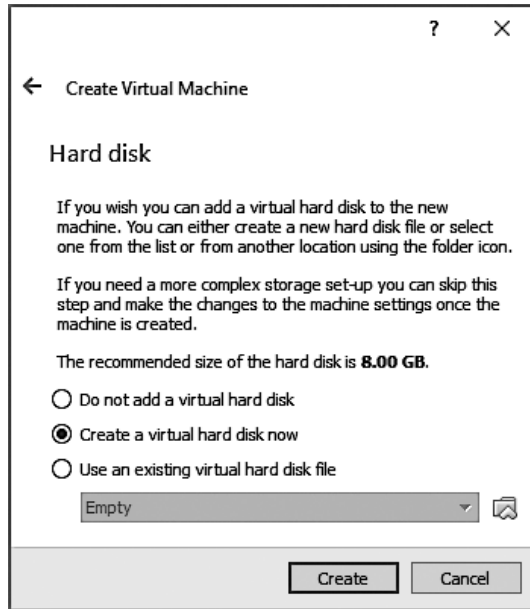 ?
Create Virtual Machine
Hard disk
If you wish you can add a virtual hard disk to the new
machine. You can either create a new hard disk file or select
one from the list or from another location using the folder icon.
If you need a more complex storage set-up you can skip this
step and make the changes to the machine settings once the
machine is created.
The recommended size of the hard disk is 8.00 GB.
Do not add a virtual hard disk
Create a virtual hard disk now
Use an existing virtual hard disk file
Empty
Create
Cancel